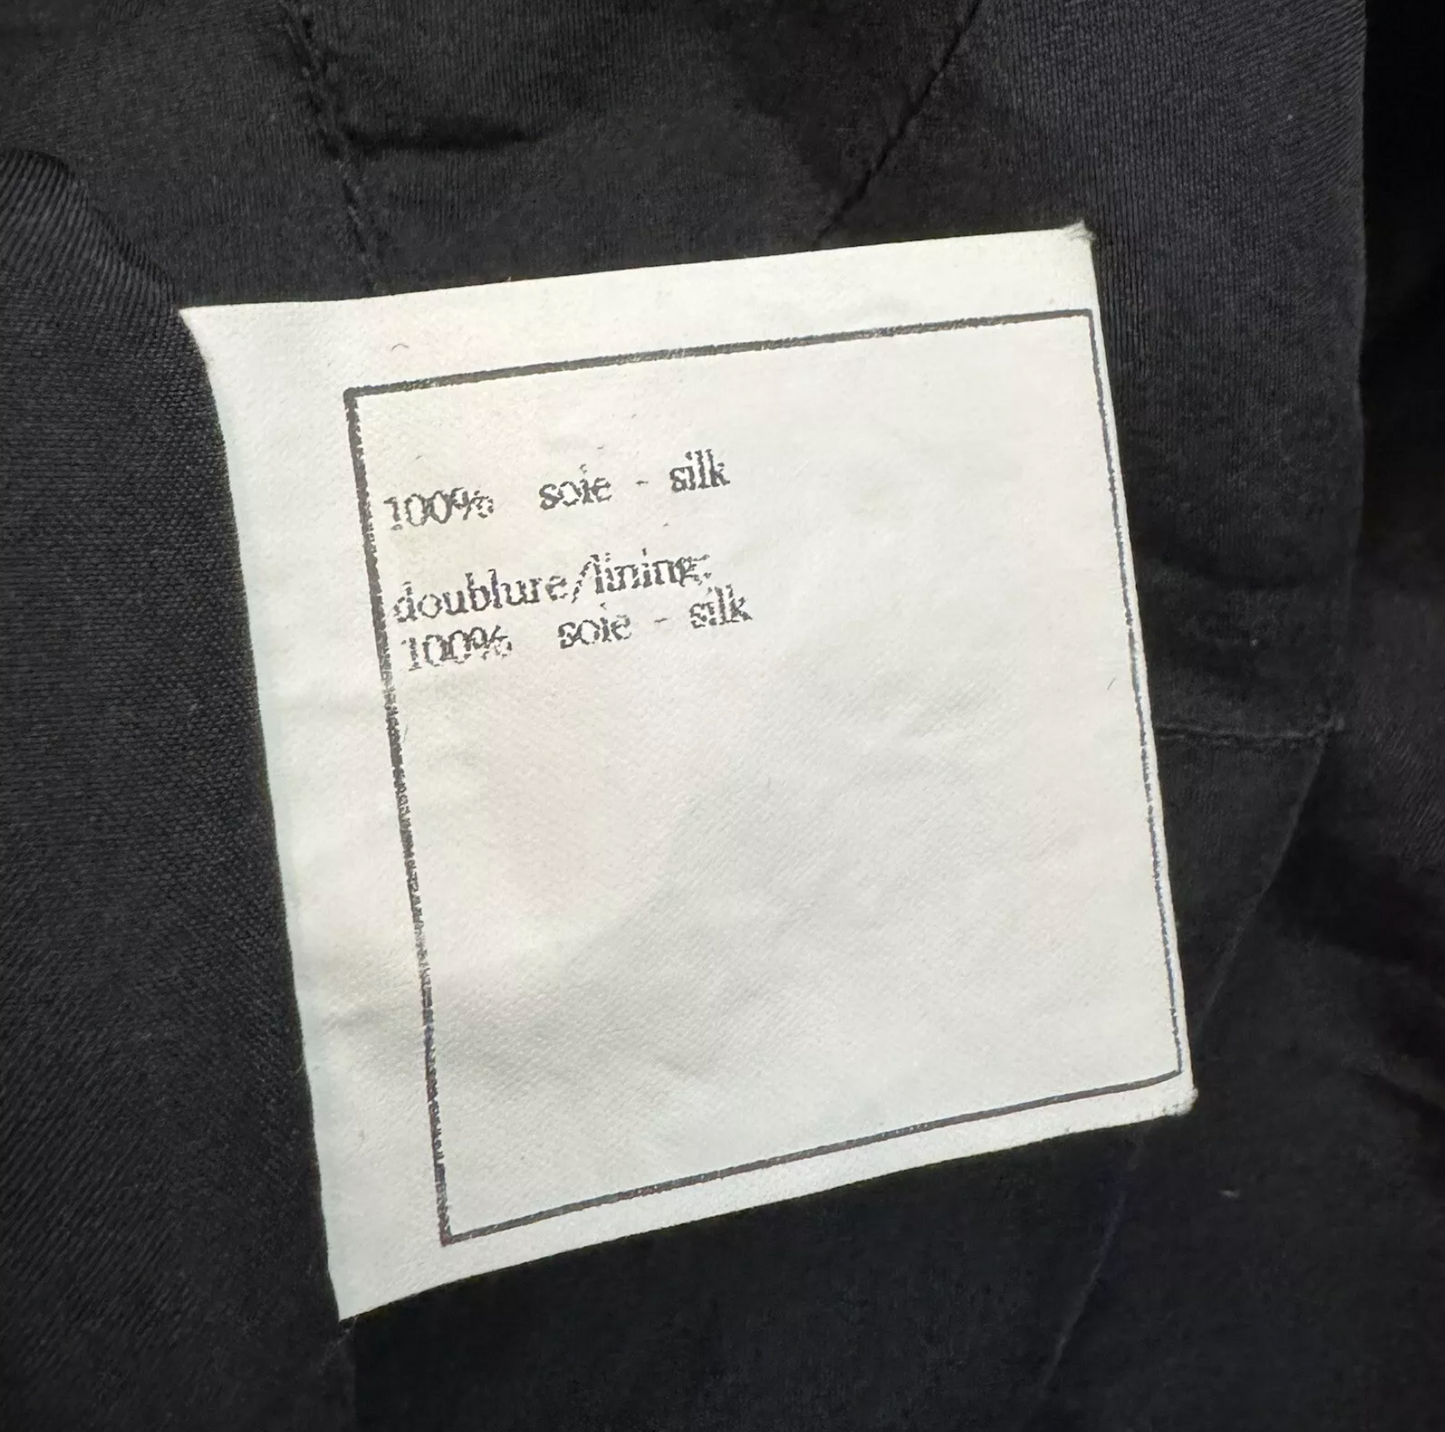 100% soie - silk
doublure/lining:
100% soie - silk